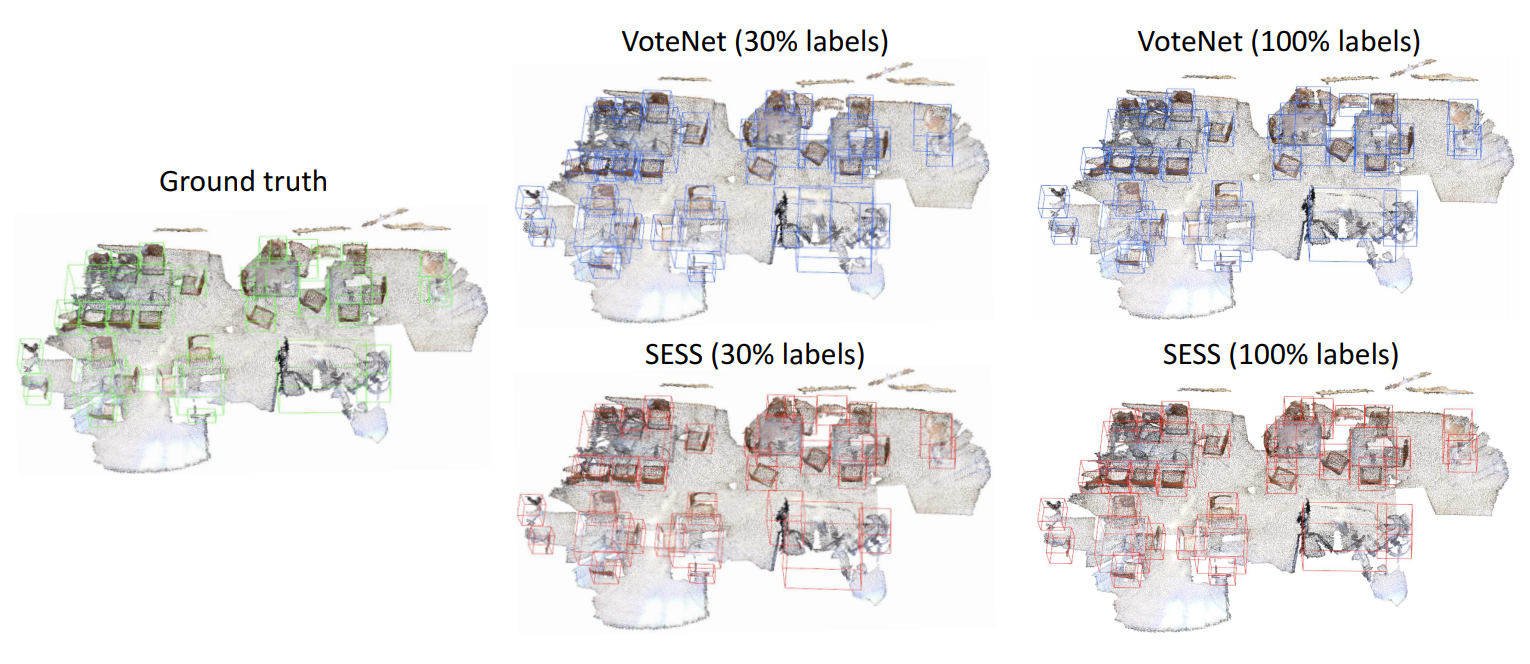 VoteNet (30% labels)
VoteNet (100% labels)
Ground truth
SESS (30% labels)
SESS (100% labels)